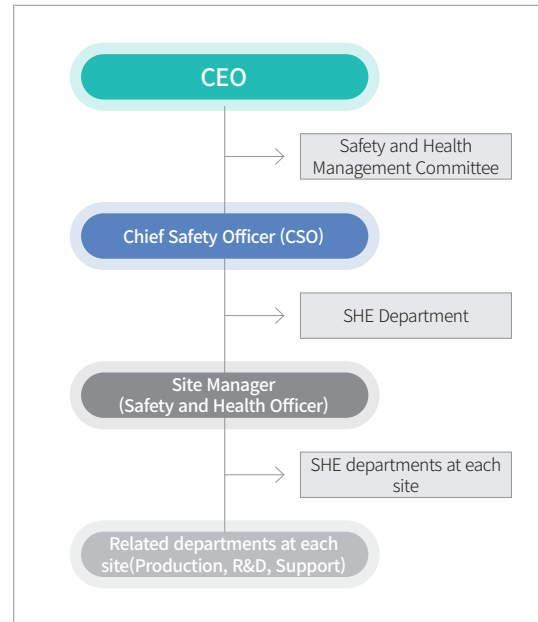 CEO
Safety and Health
Management Committee
Chief Safety Officer (CSO)
SHE Department
Site Manager
(Safety and Health Officer)
SHE departments at each
site
Related departments at each
site(Production, R&D, Support)